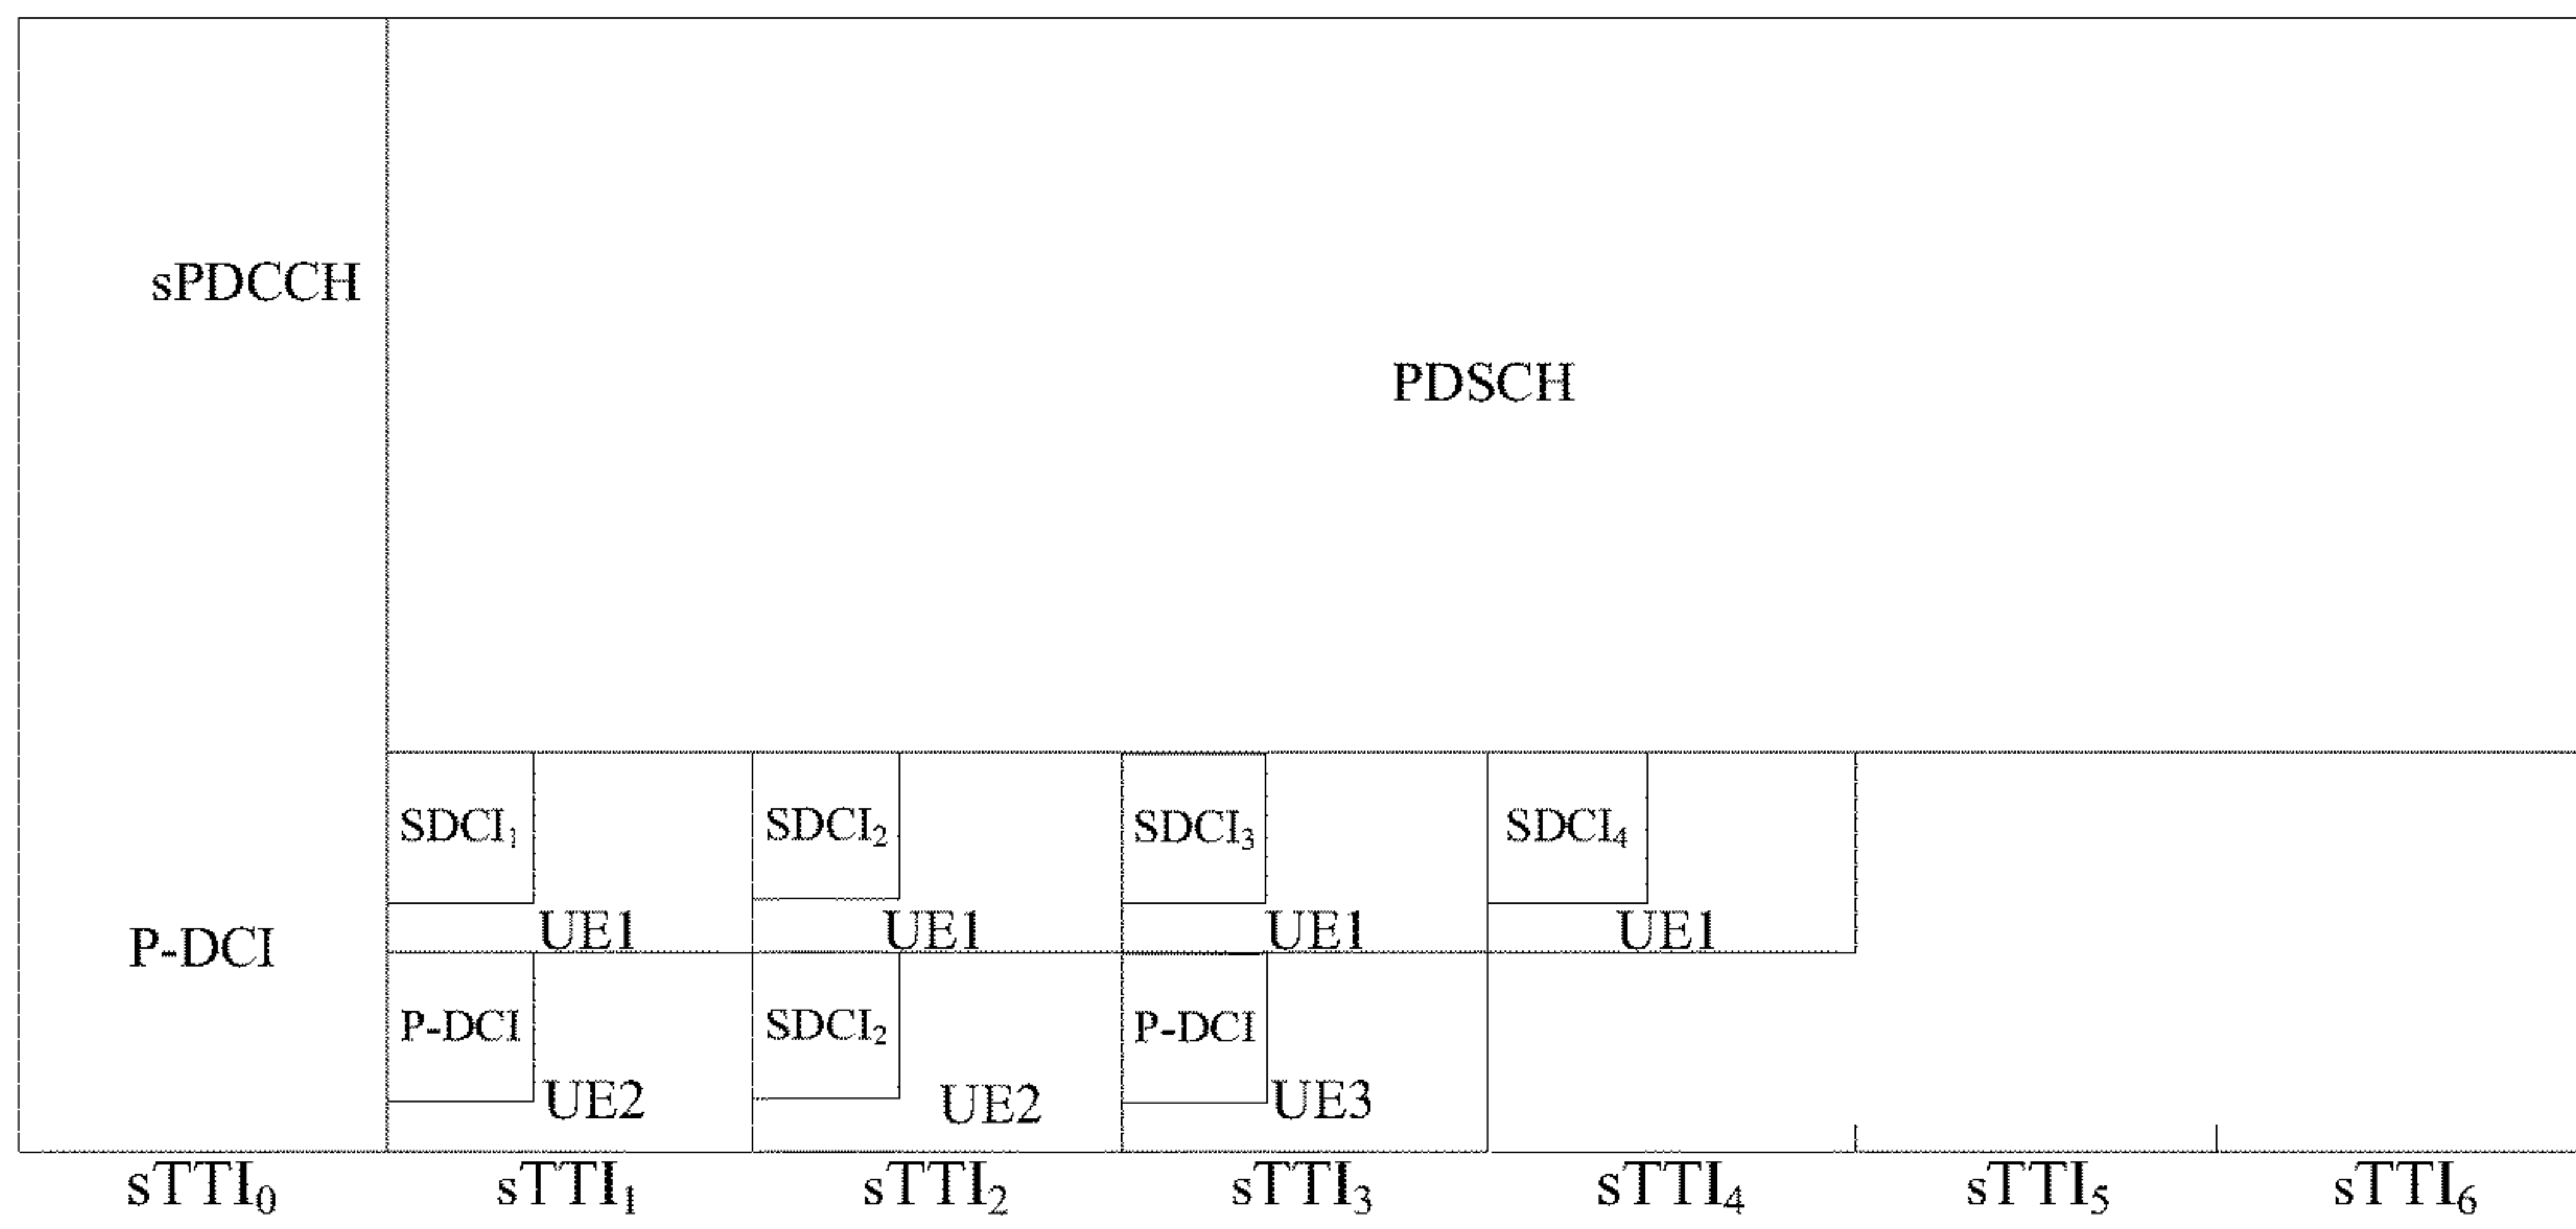 sPDCCH
PDSCH
SDCI₁ SDCI₂ SDCI₃ SDCI₄
UE1 UE1 UE1 UE1
P-DCI
P-DCI SDCI₂ P-DCI
UE2 UE2 UE3
sTTI₀ sTTI₁ sTTI₂ sTTI₃ sTTI₄ sTTI₅ sTTI₆